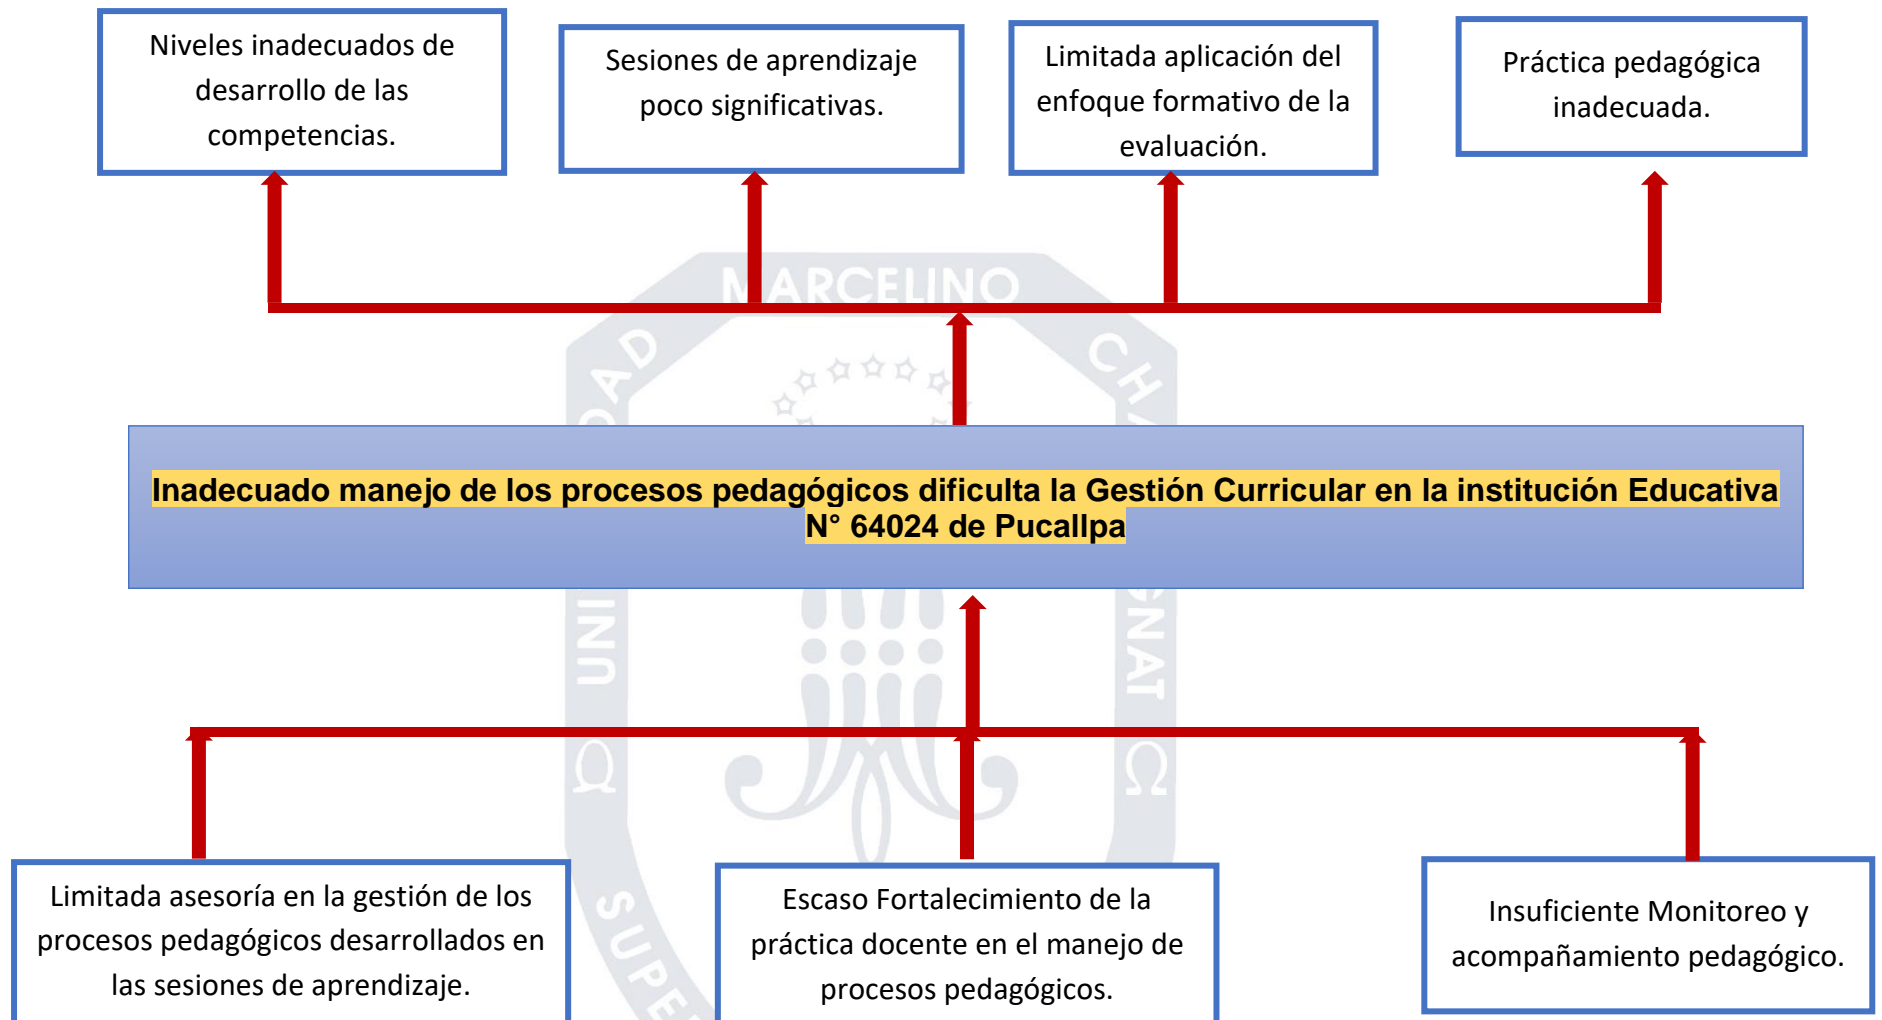 Niveles inadecuados de
desarrollo de las
competencias.
Sesiones de aprendizaje
poco significativas.
Limitada aplicación del
enfoque formativo de la
evaluación.
Práctica pedagógica
inadecuada.
MARCELINO
Inadecuado manejo de los procesos pedagógicos dificulta la Gestión Curricular en la institución Educativa
N° 64024 de Pucallpa
Limitada asesoría en la gestión de los
procesos pedagógicos desarrollados en
las sesiones de aprendizaje.
Escaso Fortalecimiento de la
práctica docente en el manejo de
procesos pedagógicos.
Insuficiente Monitoreo y
acompañamiento pedagógico.